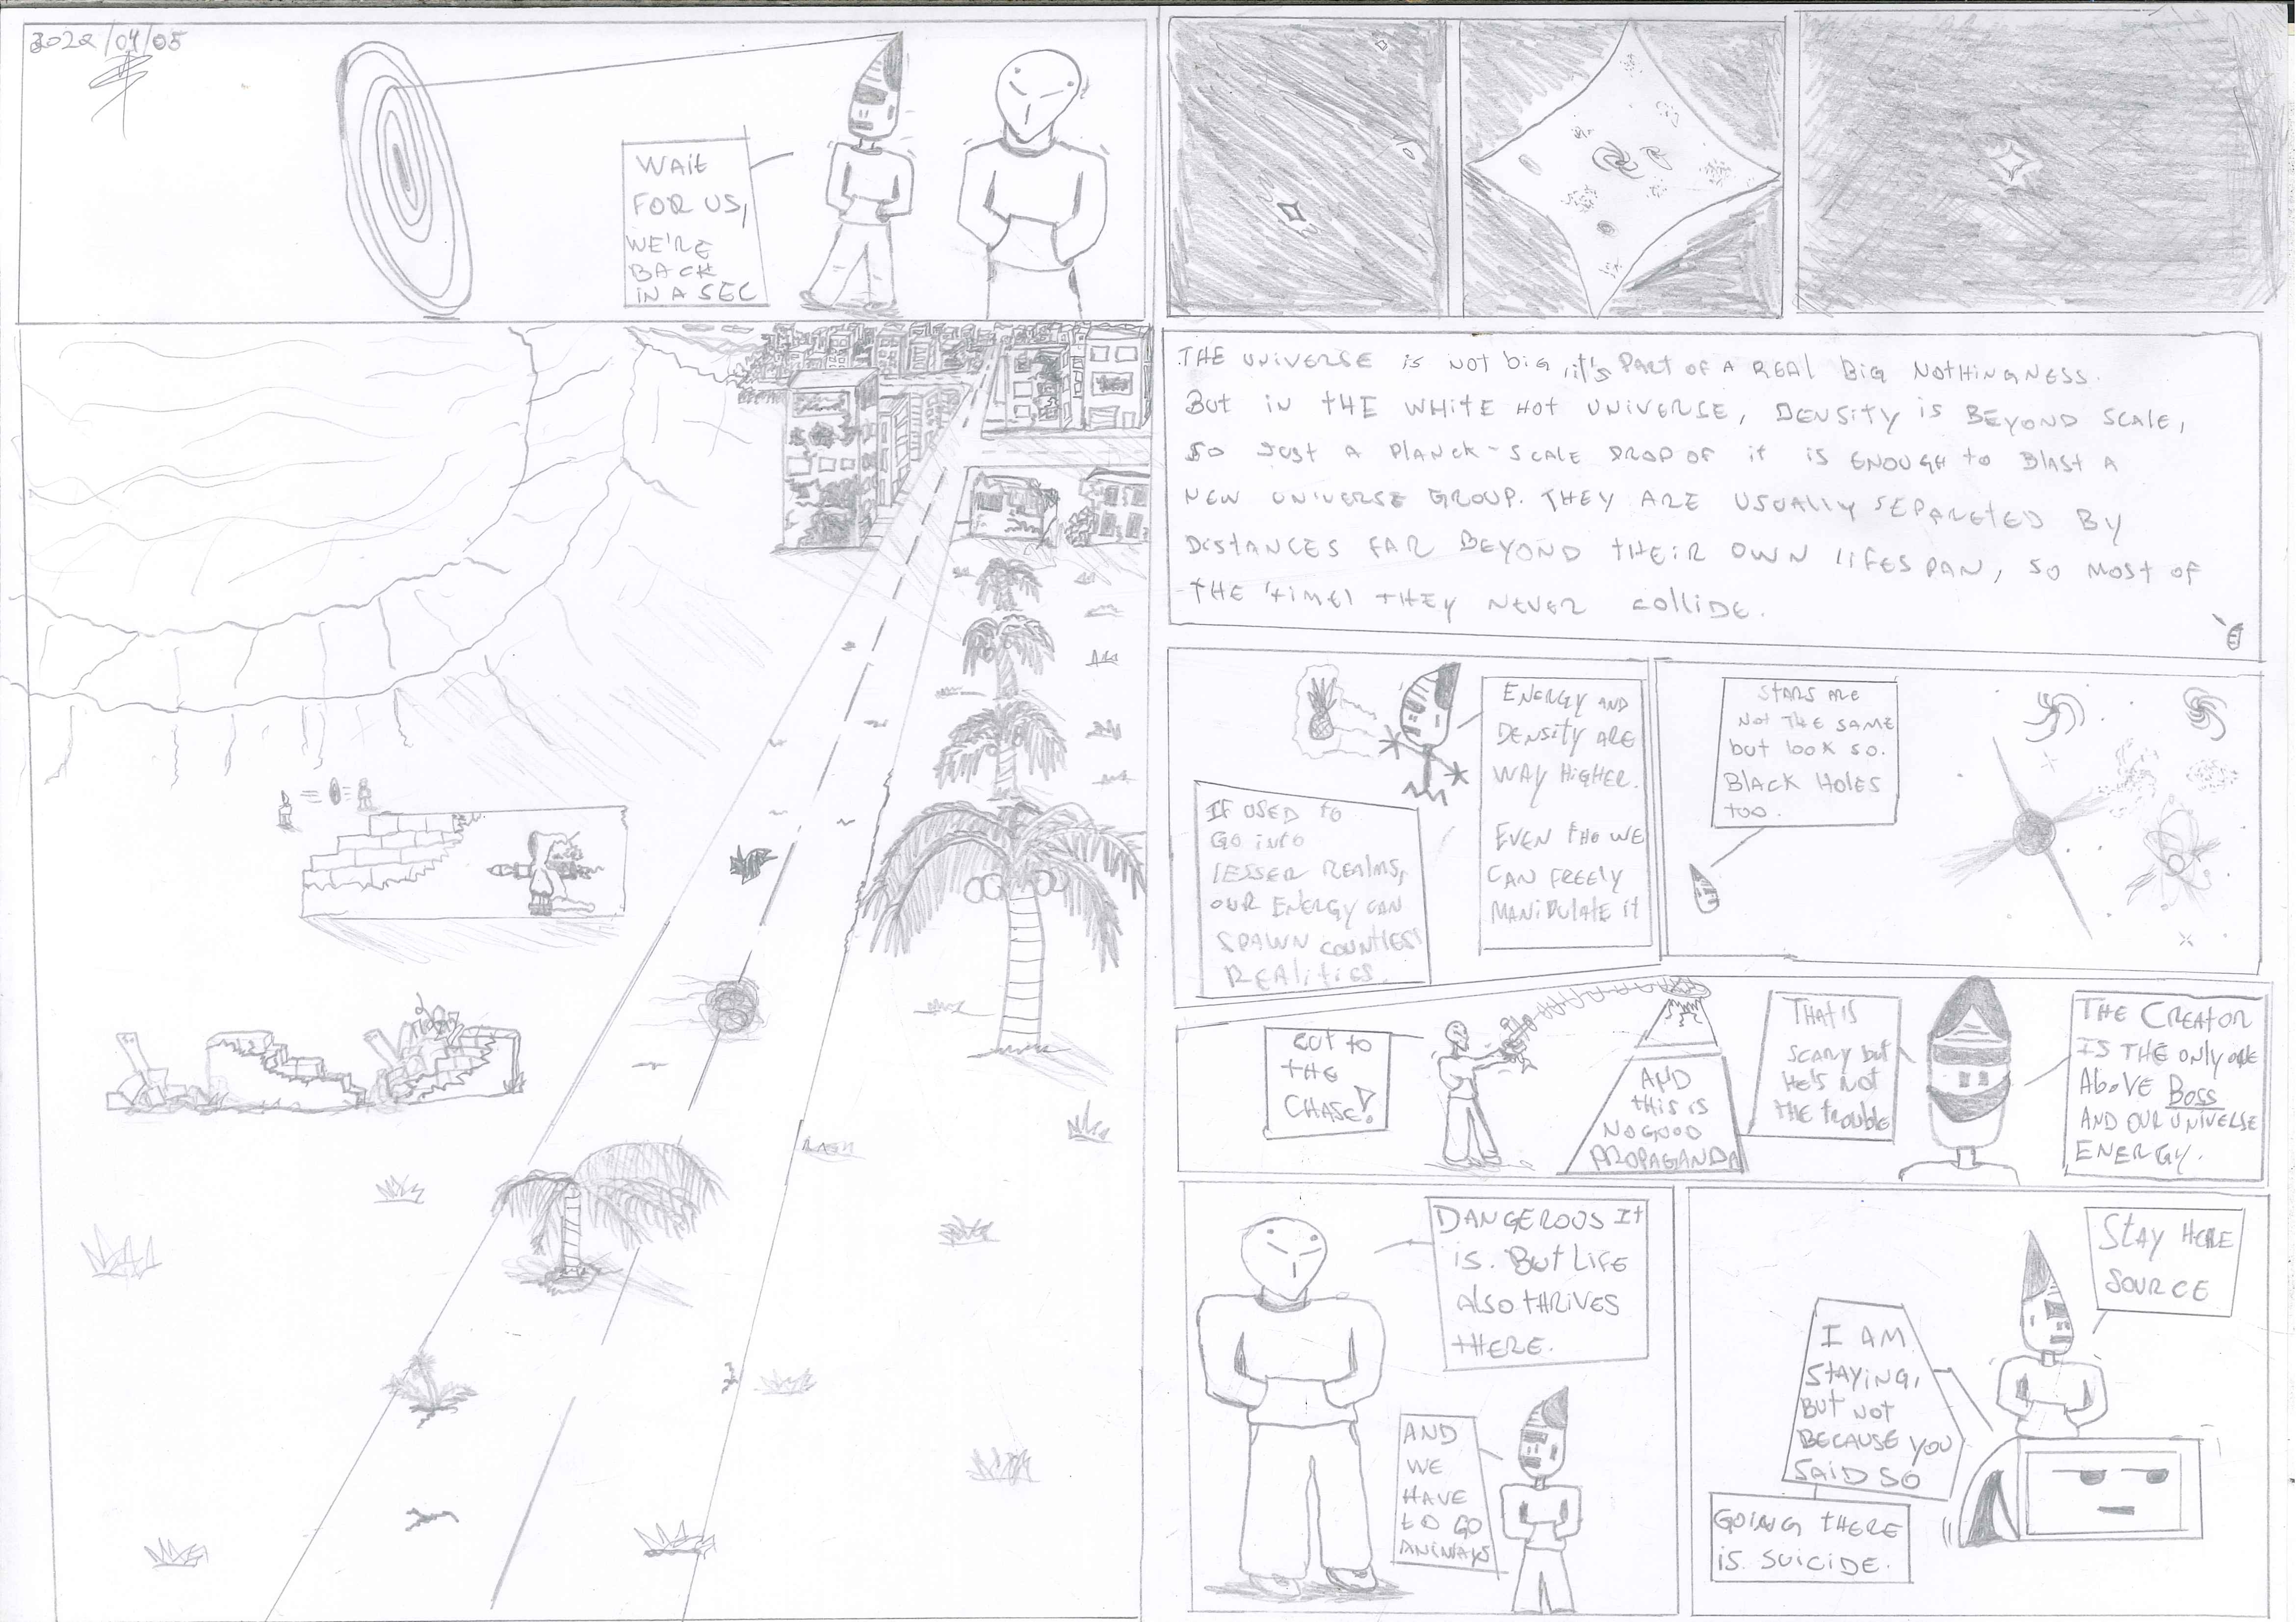 2022/04/05
WAIT
FOR US,
WE'RE
BACK
IN A SEC
THE UNIVERSE IS NOT BIG, IT'S PART OF A REAL BIG NOTHINGNESS.
BUT IN THE WHITE HOT UNIVERSE, DENSITY IS BEYOND SCALE,
SO JUST A PLANCK-SCALE DROP OF IT IS ENOUGH TO BLAST A
NEW UNIVERSE GROUP. THEY ARE USUALLY SEPARETED BY
DISTANCES FAR BEYOND THEIR OWN LIFESPAN, SO MOST OF
THE TIME, THEY NEVER COLLIDE.
ENERGY AND
DENSITY ARE
WAY HIGHER.
EVEN THO WE
CAN FREELY
MANIPULATE IT
IF USED TO
GO INTO
LESSER REALMS,
OUR ENERGY CAN
SPAWN COUNTLESS
REALITIES.
STARS ARE
NOT THE SAME
BUT LOOK SO.
BLACK HOLES
TOO.
CUT TO
THE
CHASE!
AND
THIS IS
NO GOOD
PROPAGANDA
THAT IS
SCARY BUT
HE'S NOT
THE TROUBLE
THE CREATOR
IS THE ONLY ONE
ABOVE BOSS
AND OUR UNIVERSE
ENERGY.
DANGEROUS IT
IS. BUT LIFE
ALSO THRIVES
THERE.
AND
WE
HAVE
TO GO
ANIWAYS
STAY HERE
SOURCE
I AM
STAYING,
BUT NOT
BECAUSE YOU
SAID SO
GOING THERE
IS SUICIDE.